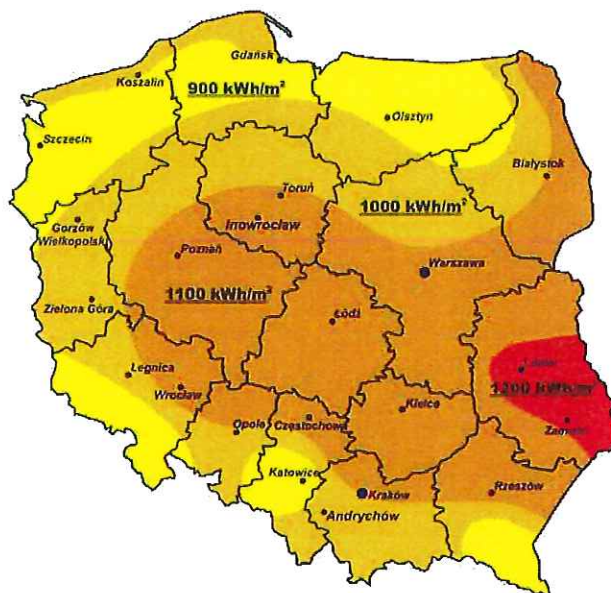 Gdańsk
Koszalin
900 kWh/m²
Olsztyn
Szczecin
Białystok
Toruń
1000 kWh/m²
Inowrocław
Gorzów
Wielkopolski
Poznań
Warszawa
1100 kWh/m²
Zielona Góra
Łódź
Lublin
Legnica
Wrocław
1200 kWh/m²
Kielce
Opole
Częstochowa
Zamość
Katowice
Kraków
Rzeszów
Andrychów